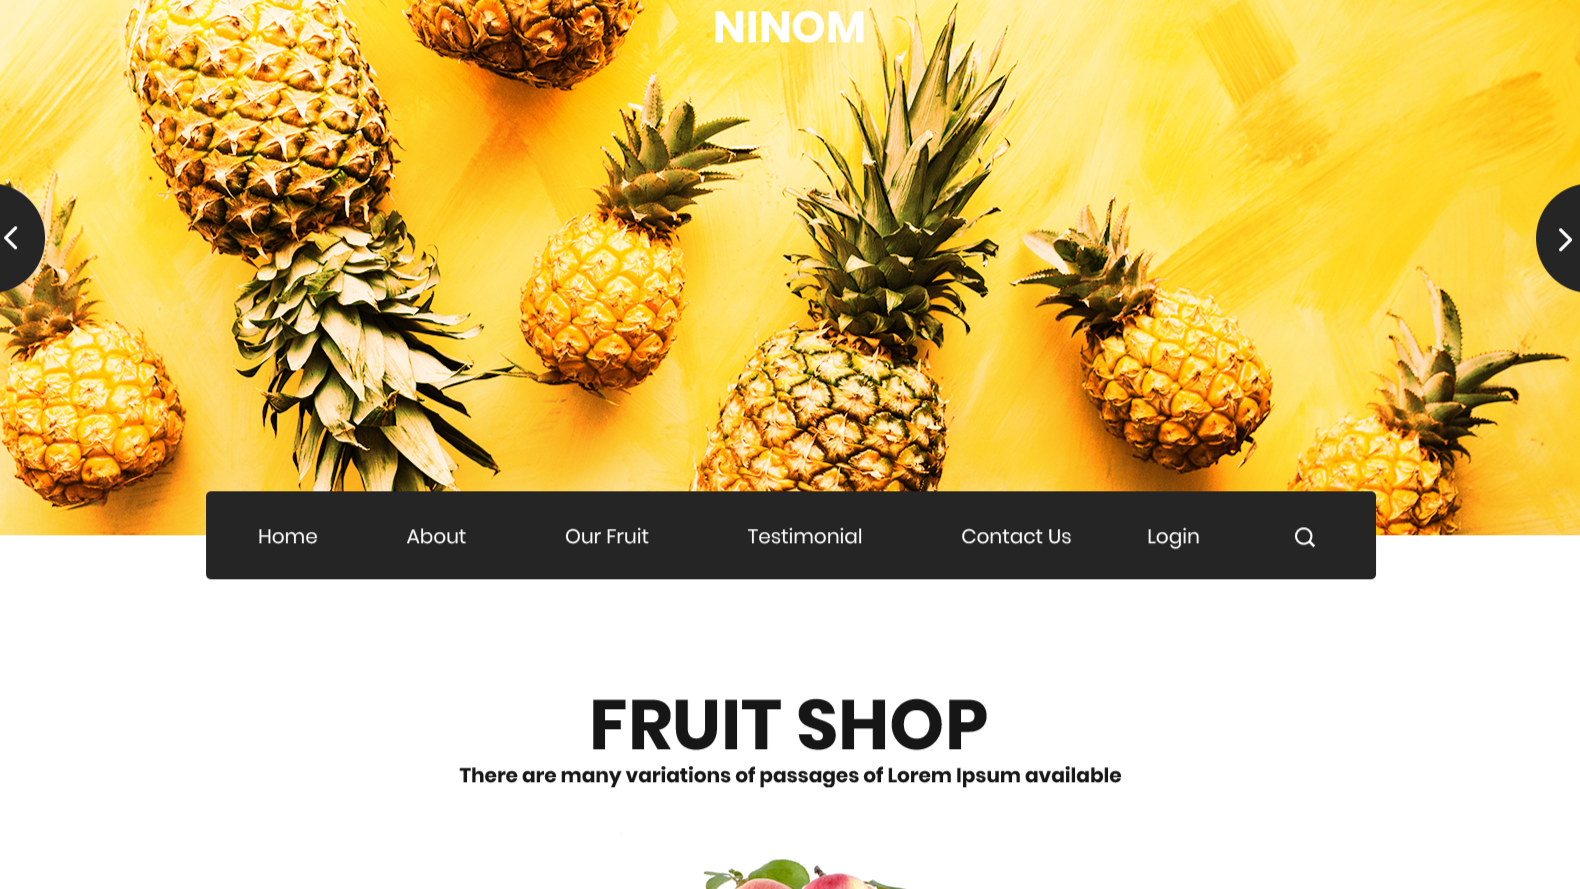 NINOM
Home About Our Fruit Testimonial Contact Us Login
FRUIT SHOP
There are many variations of passages of Lorem Ipsum available